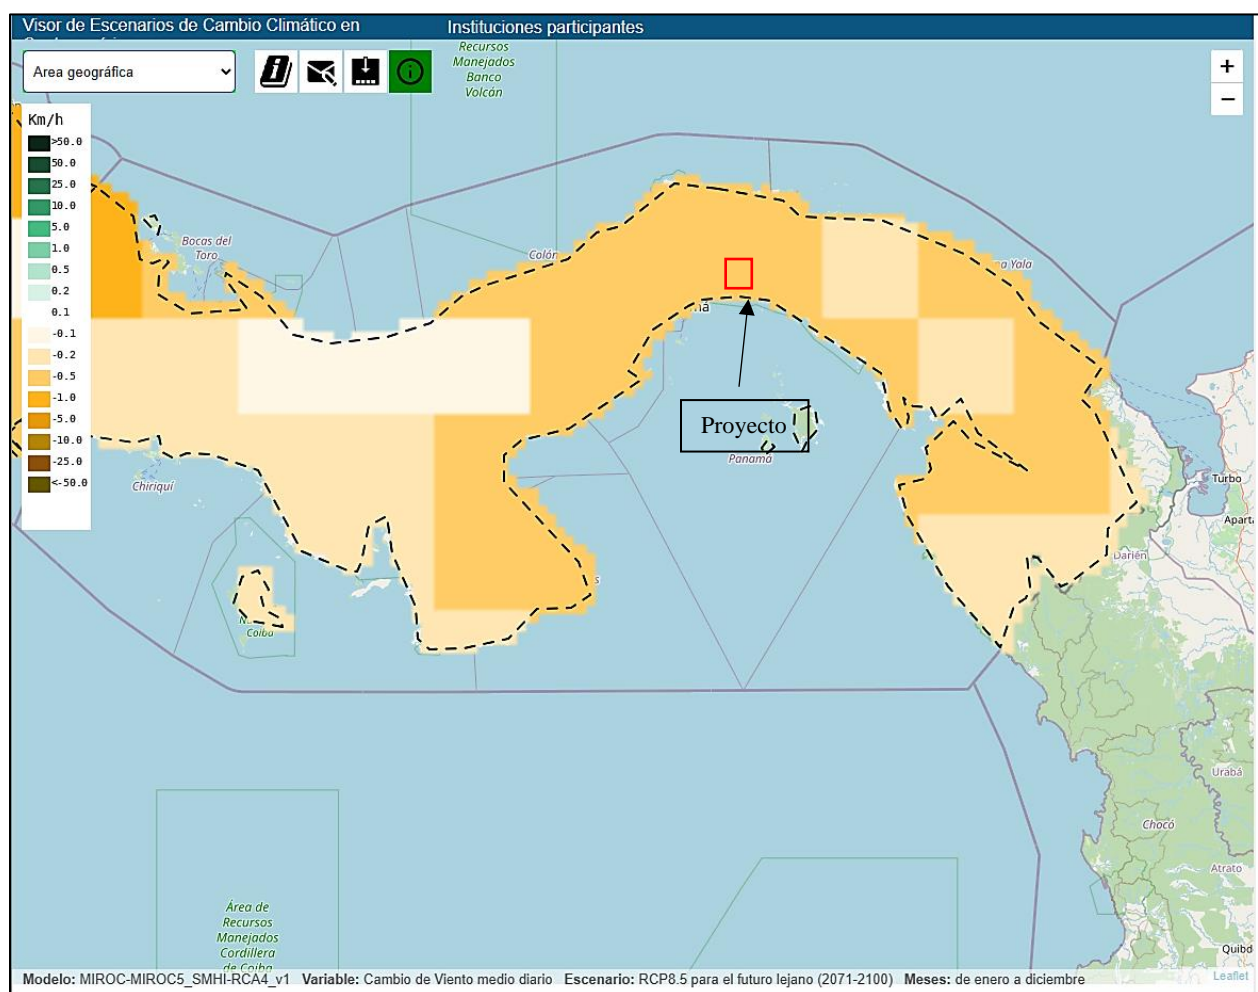 Visor de Escenarios de Cambio Climático en
Instituciones participantes
Recursos
Manejados
Banco
Volcán
Area geográfica
+
−
Km/h
>50.0
50.0
25.0
10.0
5.0
1.0
0.5
0.2
0.1
-0.1
-0.2
-0.5
-1.0
-5.0
-10.0
-25.0
<-50.0
Bocas del
Toro
Colón
a Yala
ná
Proyecto
Panamá
Chiriquí
Turbo
Aparta
Darién
s
Coiba
Urabá
Chocó
Atrato
Quibd
Área de
Recursos
Manejados
Cordillera
de Coiba
Modelo: MIROC-MIROC5_SMHI-RCA4_v1 Variable: Cambio de Viento medio diario Escenario: RCP8.5 para el futuro lejano (2071-2100) Meses: de enero a diciembre
Leaflet